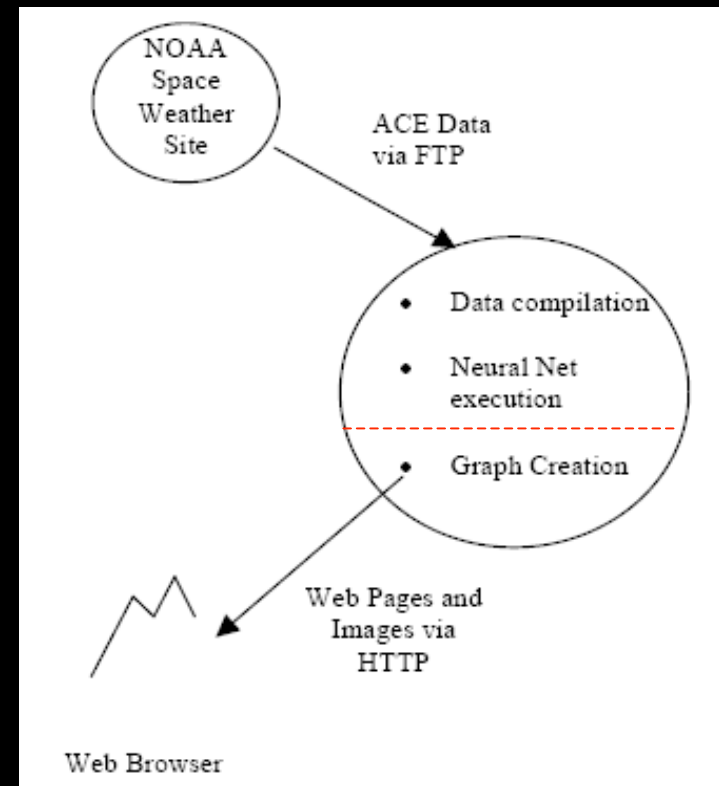 NOAA
Space
Weather
Site
ACE Data
via FTP
• Data compilation
• Neural Net
execution
• Graph Creation
Web Pages and
Images via
HTTP
Web Browser